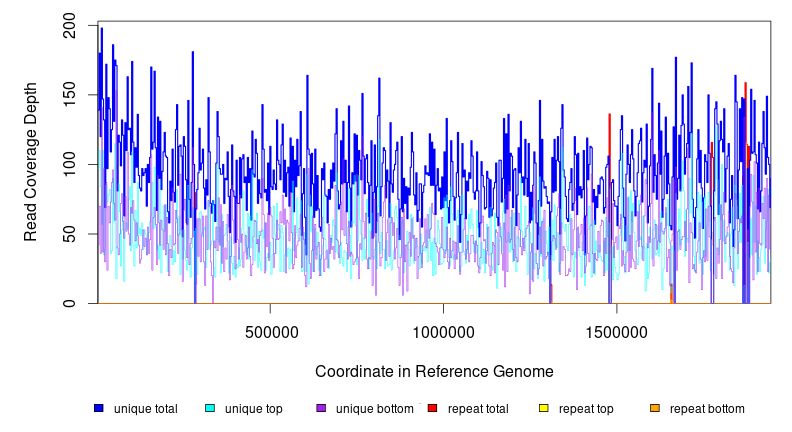 Read Coverage Depth
200
150
100
50
0
500000 1000000 1500000
Coordinate in Reference Genome
unique total unique top unique bottom repeat total repeat top repeat bottom